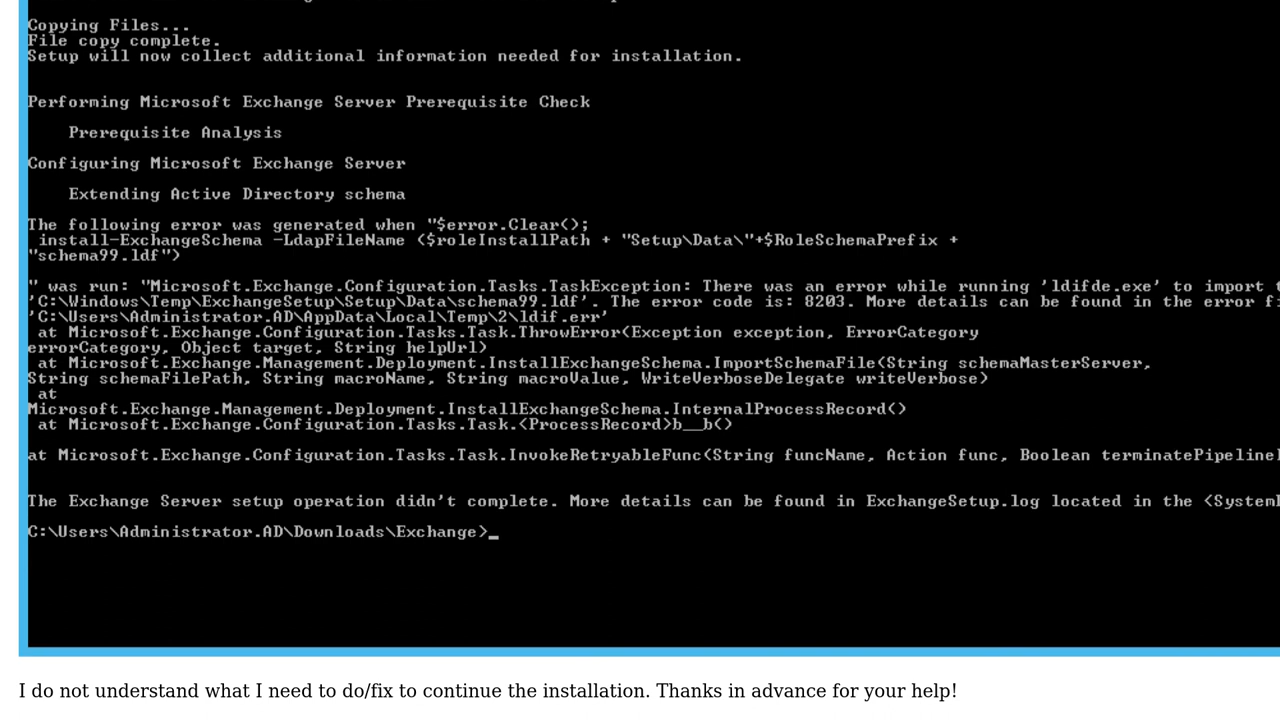 Copying Files...
File copy complete.
Setup will now collect additional information needed for installation.
Performing Microsoft Exchange Server Prerequisite Check
Prerequisite Analysis
Configuring Microsoft Exchange Server
Extending Active Directory schema
The following error was generated when "$error.Clear();
install-ExchangeSchema -LdapFileName ($roleInstallPath + "Setup\Data\"+$RoleSchemaPrefix +
"schema99.ldf")
" was run: "Microsoft.Exchange.Configuration.Tasks.TaskException: There was an error while running 'ldifde.exe' to import
'C:\Windows\Temp\ExchangeSetup\Setup\Data\schema99.ldf'. The error code is: 8203. More details can be found in the error
'C:\Users\Administrator.AD\AppData\Local\Temp\2\ldif.err'
at Microsoft.Exchange.Configuration.Tasks.Task.ThrowError(Exception exception, ErrorCategory
errorCategory, Object target, String helpUrl)
at Microsoft.Exchange.Management.Deployment.InstallExchangeSchema.ImportSchemaFile(String schemaMasterServer,
String schemaFilePath, String macroName, String macroValue, WriteVerboseDelegate writeVerbose)
at
Microsoft.Exchange.Management.Deployment.InstallExchangeSchema.InternalProcessRecord()
at Microsoft.Exchange.Configuration.Tasks.Task.<ProcessRecord>b__b()
at Microsoft.Exchange.Configuration.Tasks.Task.InvokeRetryableFunc(String funcName, Action func, Boolean terminatePipeline
The Exchange Server setup operation didn't complete. More details can be found in ExchangeSetup.log located in the <System
C:\Users\Administrator.AD\Downloads\Exchange>_
I do not understand what I need to do/fix to continue the installation. Thanks in advance for your help!